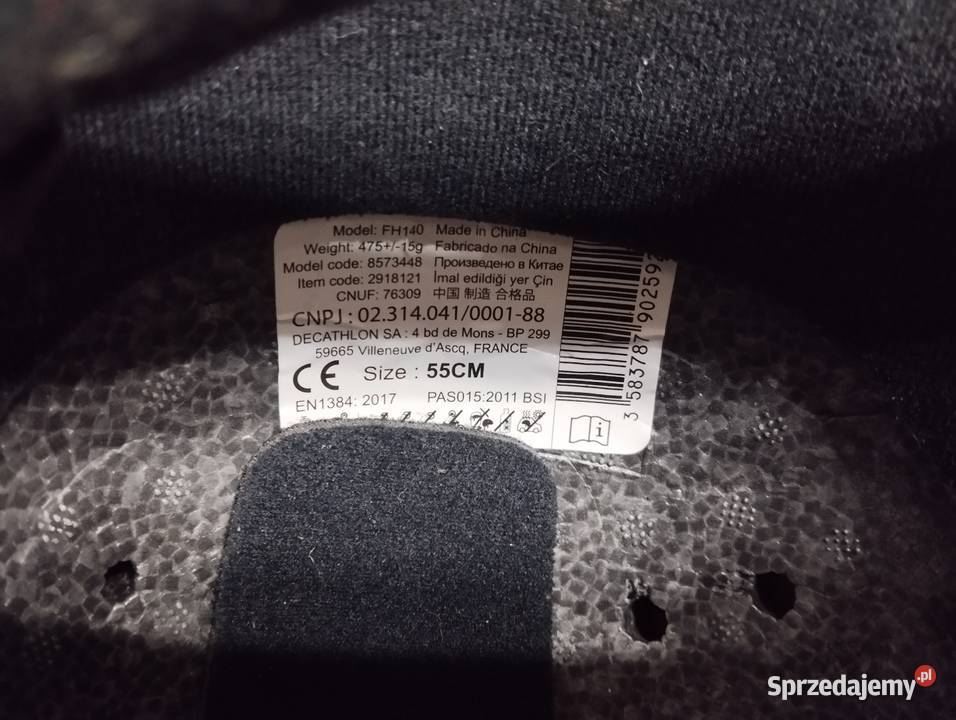 Model: FH140 Made in China
Weight: 475+/-15g Fabricado na China
Model code: 8573448 Произведено в Китае
Item code: 2918121 İmal edildiği yer Çin
CNUF: 76309 中国 制造 合格品
CNPJ : 02.314.041/0001-88
DECATHLON SA : 4 bd de Mons - BP 299
59665 Villeneuve d'Ascq, FRANCE
CE Size : 55CM
EN1384: 2017 PAS015:2011 BSI
3 583787 902592
i
Sprzedajemy.pl